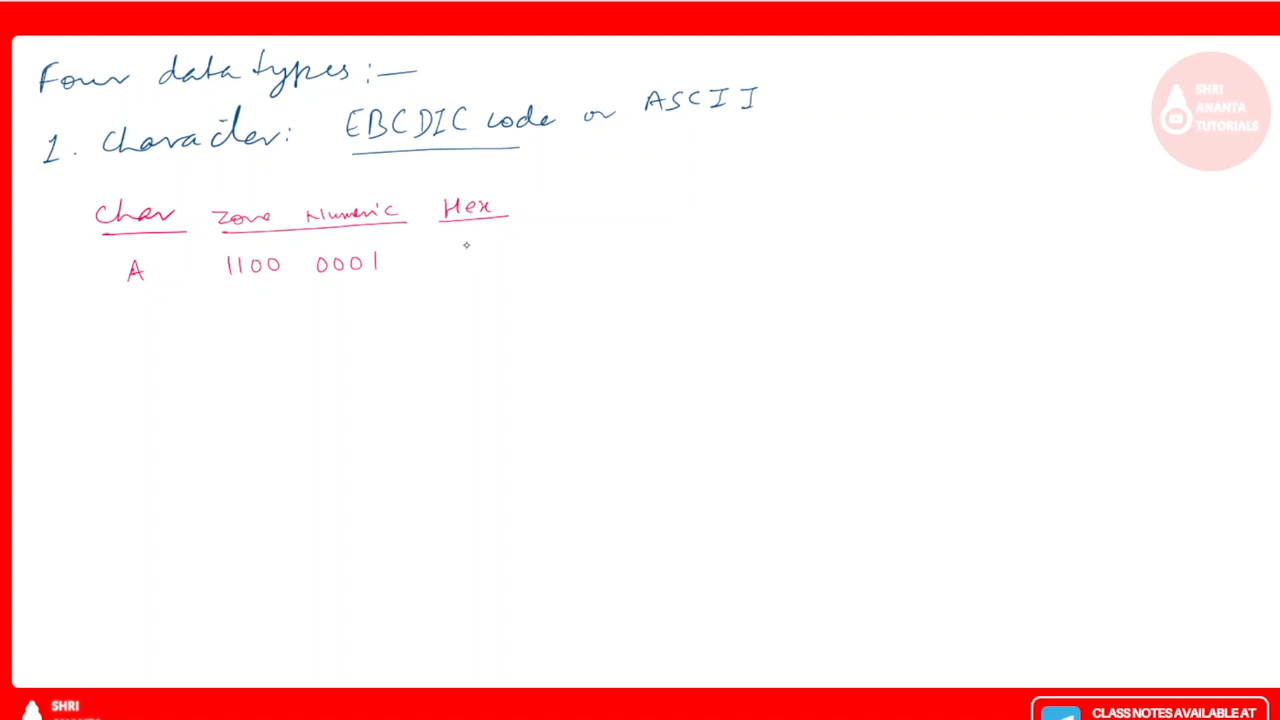 Four data types :—
1. Character: EBCDIC code or ASCII
Char Zone Numeric Hex
A 1100 0001
SHRI
ANANTA
TUTORIALS
SHRI
CLASS NOTES AVAILABLE AT